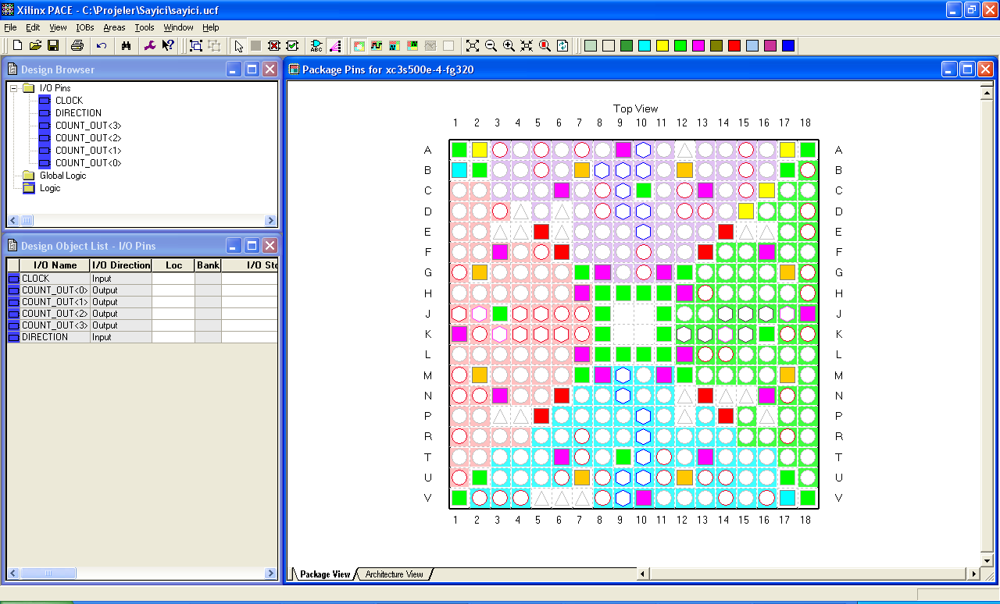 Xilinx PACE - C:\Projeler\Sayici\sayici.ucf
File Edit View IOBs Areas Tools Window Help
ABC
Design Browser
I/O Pins
CLOCK
DIRECTION
COUNT_OUT<3>
COUNT_OUT<2>
COUNT_OUT<1>
COUNT_OUT<0>
Global Logic
Logic
Design Object List - I/O Pins
I/O Name I/O Direction Loc Bank I/O Sto
CLOCK Input
COUNT_OUT<0> Output
COUNT_OUT<1> Output
COUNT_OUT<2> Output
COUNT_OUT<3> Output
DIRECTION Input
Package Pins for xc3s500e-4-fg320
Top View
1 2 3 4 5 6 7 8 9 10 11 12 13 14 15 16 17 18
A A
B B
C C
D D
E E
F F
G G
H H
J J
K K
L L
M M
N N
P P
R R
T T
U U
V V
1 2 3 4 5 6 7 8 9 10 11 12 13 14 15 16 17 18
Package View Architecture View